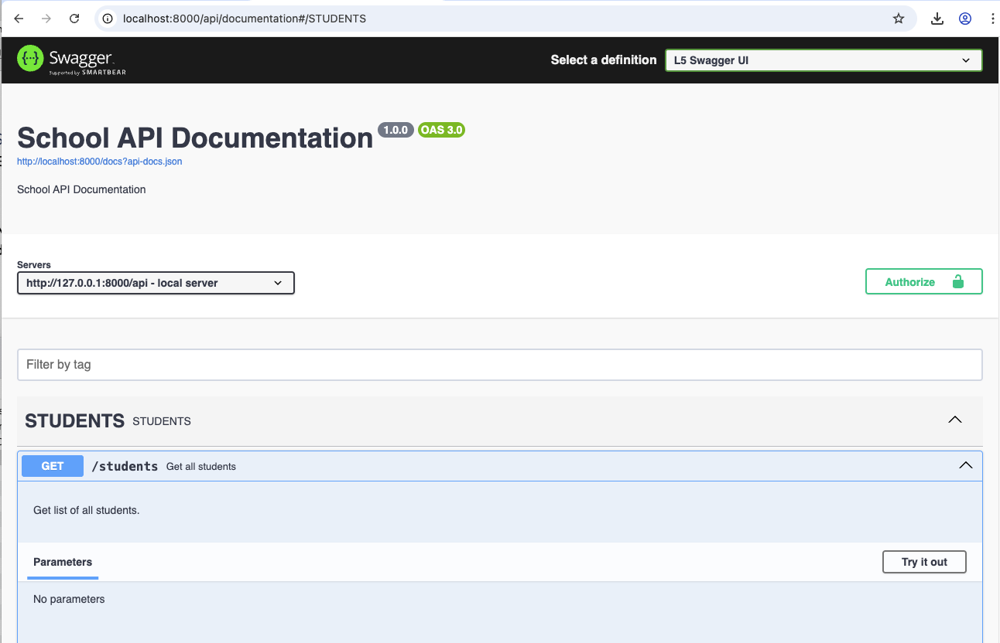 localhost:8000/api/documentation#/STUDENTS
Swagger
Supported by SMARTBEAR
Select a definition
L5 Swagger UI
School API Documentation 1.0.0 OAS 3.0
http://localhost:8000/docs?api-docs.json
School API Documentation
Servers
http://127.0.0.1:8000/api - local server
Authorize
Filter by tag
STUDENTS STUDENTS
GET /students Get all students
Get list of all students.
Parameters
Try it out
No parameters